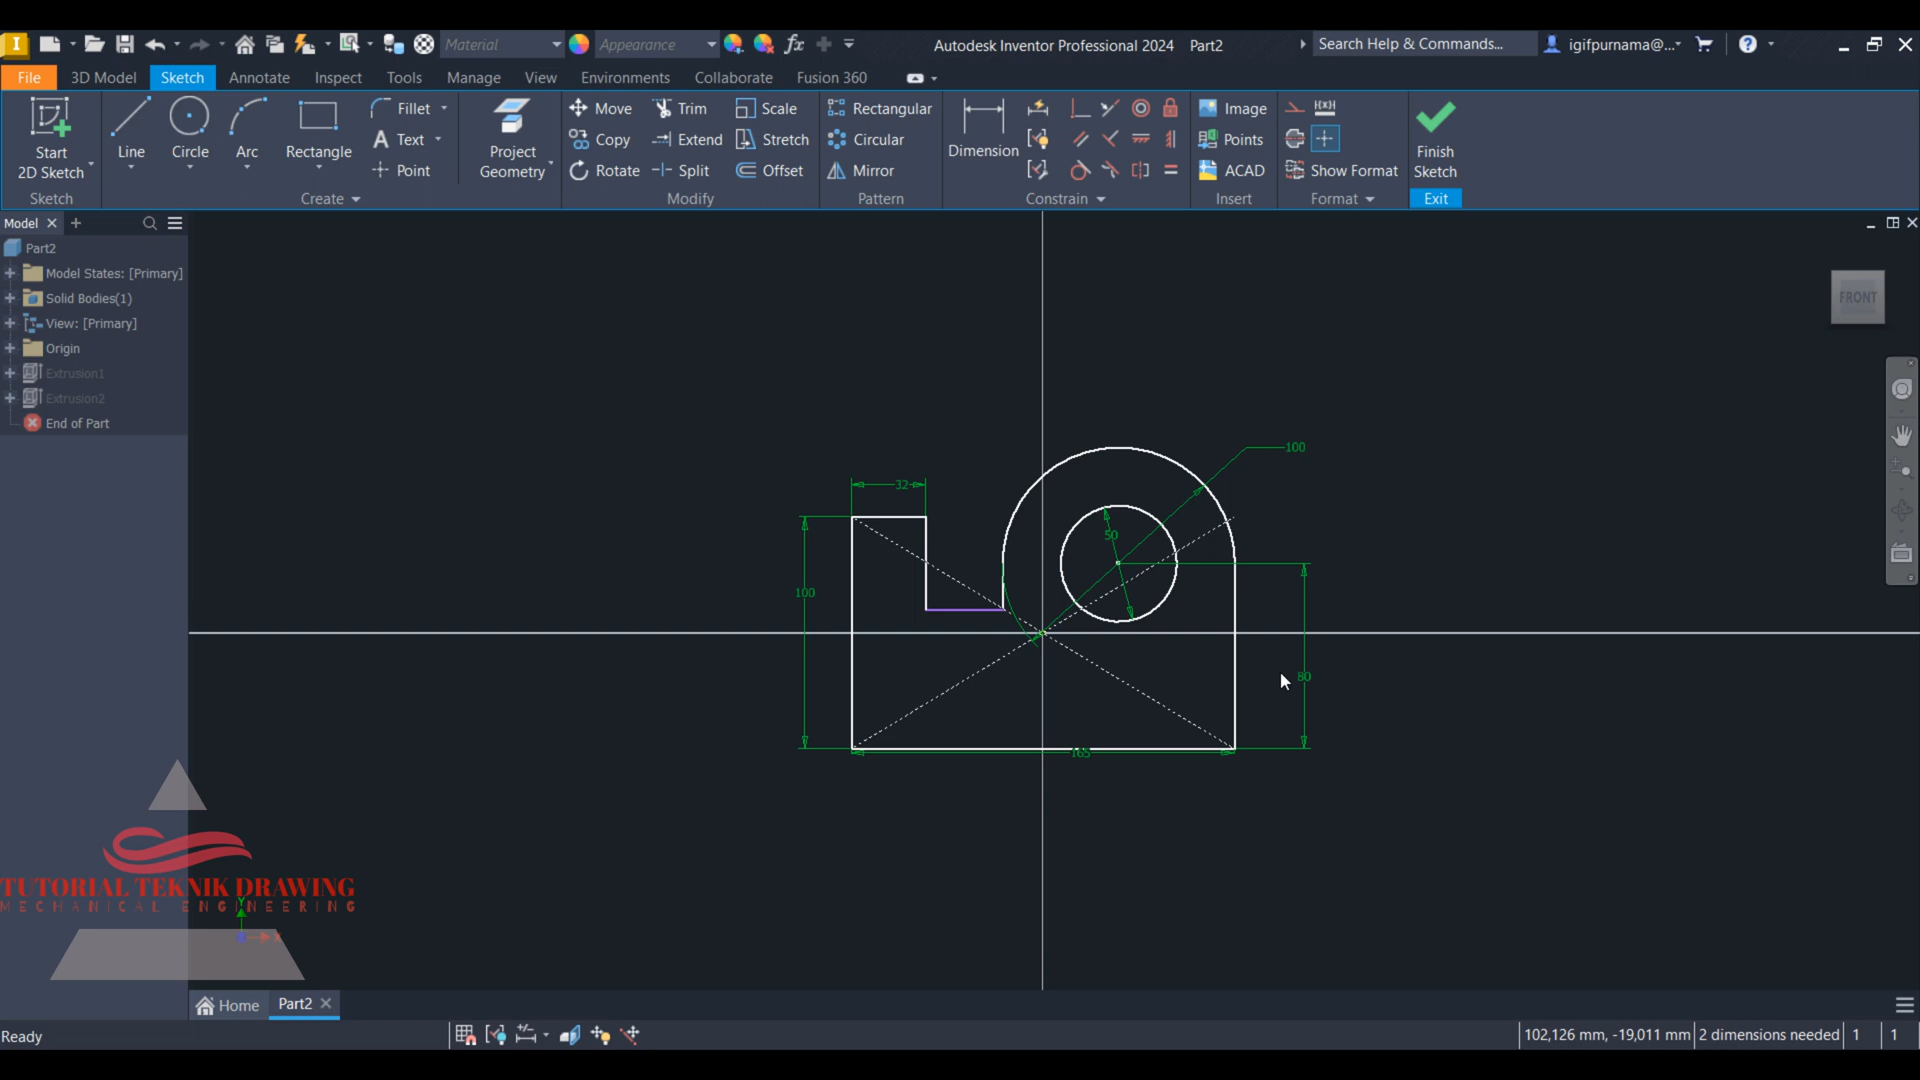 Material
Appearance
fx
Autodesk Inventor Professional 2024 Part2
Search Help & Commands...
igifpurnama@...
File
3D Model
Sketch
Annotate
Inspect
Tools
Manage
View
Environments
Collaborate
Fusion 360
Start
2D Sketch
Line
Circle
Arc
Rectangle
Fillet
Text
Point
Project
Geometry
Move
Copy
Rotate
Trim
Extend
Split
Scale
Stretch
Offset
Rectangular
Circular
Mirror
Dimension
Image
Points
ACAD
Show Format
Finish
Sketch
Sketch
Create
Modify
Pattern
Constrain
Insert
Format
Exit
Model
Part2
Model States: [Primary]
Solid Bodies(1)
View: [Primary]
Origin
Extrusion1
Extrusion2
End of Part
FRONT
100
32
50
100
80
165
TUTORIAL TEKNIK DRAWING
MECHANICAL ENGINEERING
Y
X
Home
Part2
Ready
102,126 mm, -19,011 mm
2 dimensions needed
1
1